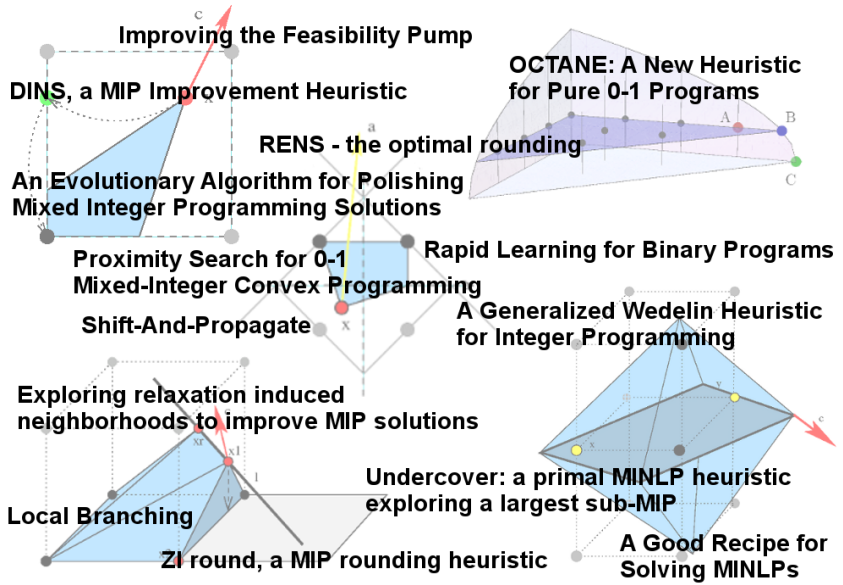 c
Improving the Feasibility Pump
OCTANE: A New Heuristic
for Pure 0-1 Programs
DINS, a MIP Improvement Heuristic
x
A
B
a
RENS - the optimal rounding
An Evolutionary Algorithm for Polishing
Mixed Integer Programming Solutions
C
Proximity Search for 0-1
Mixed-Integer Convex Programming
Rapid Learning for Binary Programs
Shift-And-Propagate
x
A Generalized Wedelin Heuristic
for Integer Programming
Exploring relaxation induced
neighborhoods to improve MIP solutions
y
c
xr
x1
x
l
Undercover: a primal MINLP heuristic
exploring a largest sub-MIP
Local Branching
ZI round, a MIP rounding heuristic
A Good Recipe for
Solving MINLPs